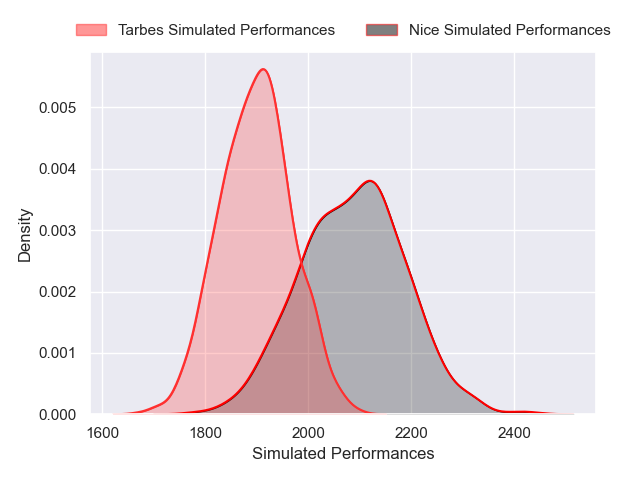 Tarbes Simulated Performances Nice Simulated Performances
0.005
0.004
0.003
0.002
0.001
0.000
Density
1600 1800 2000 2200 2400
Simulated Performances